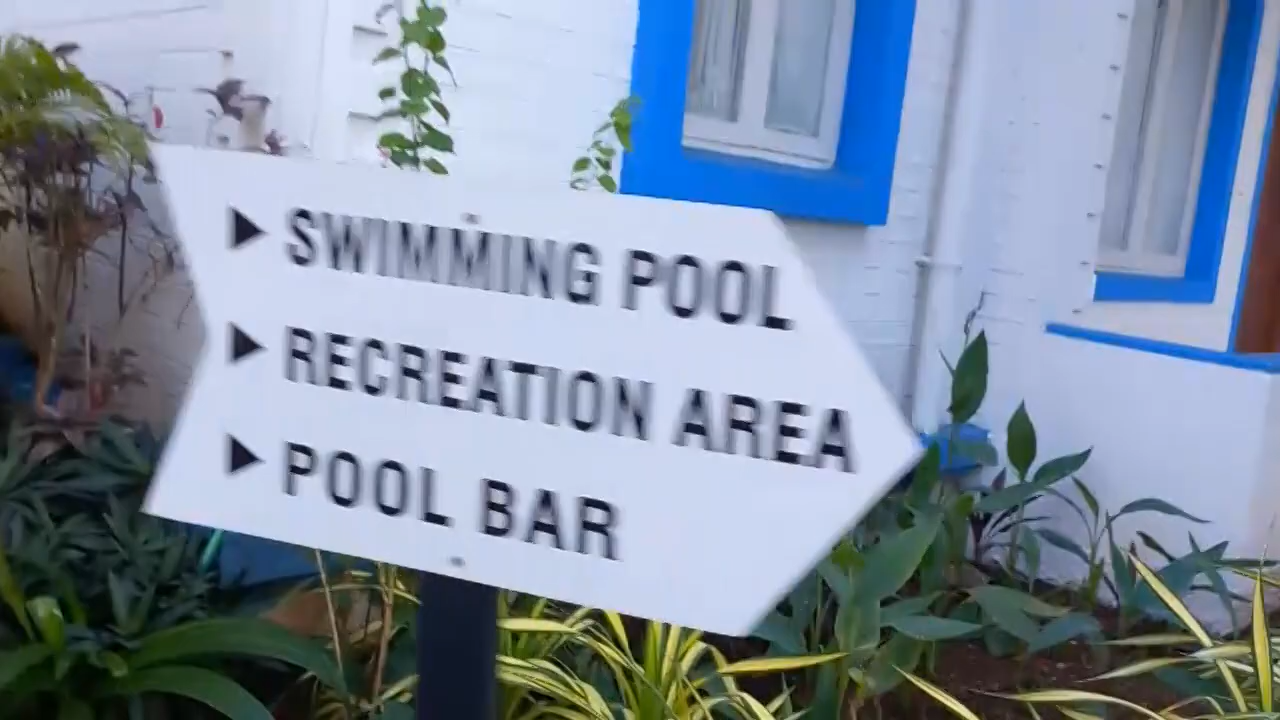 ▶ SWIMMING POOL
▶ RECREATION AREA
▶ POOL BAR